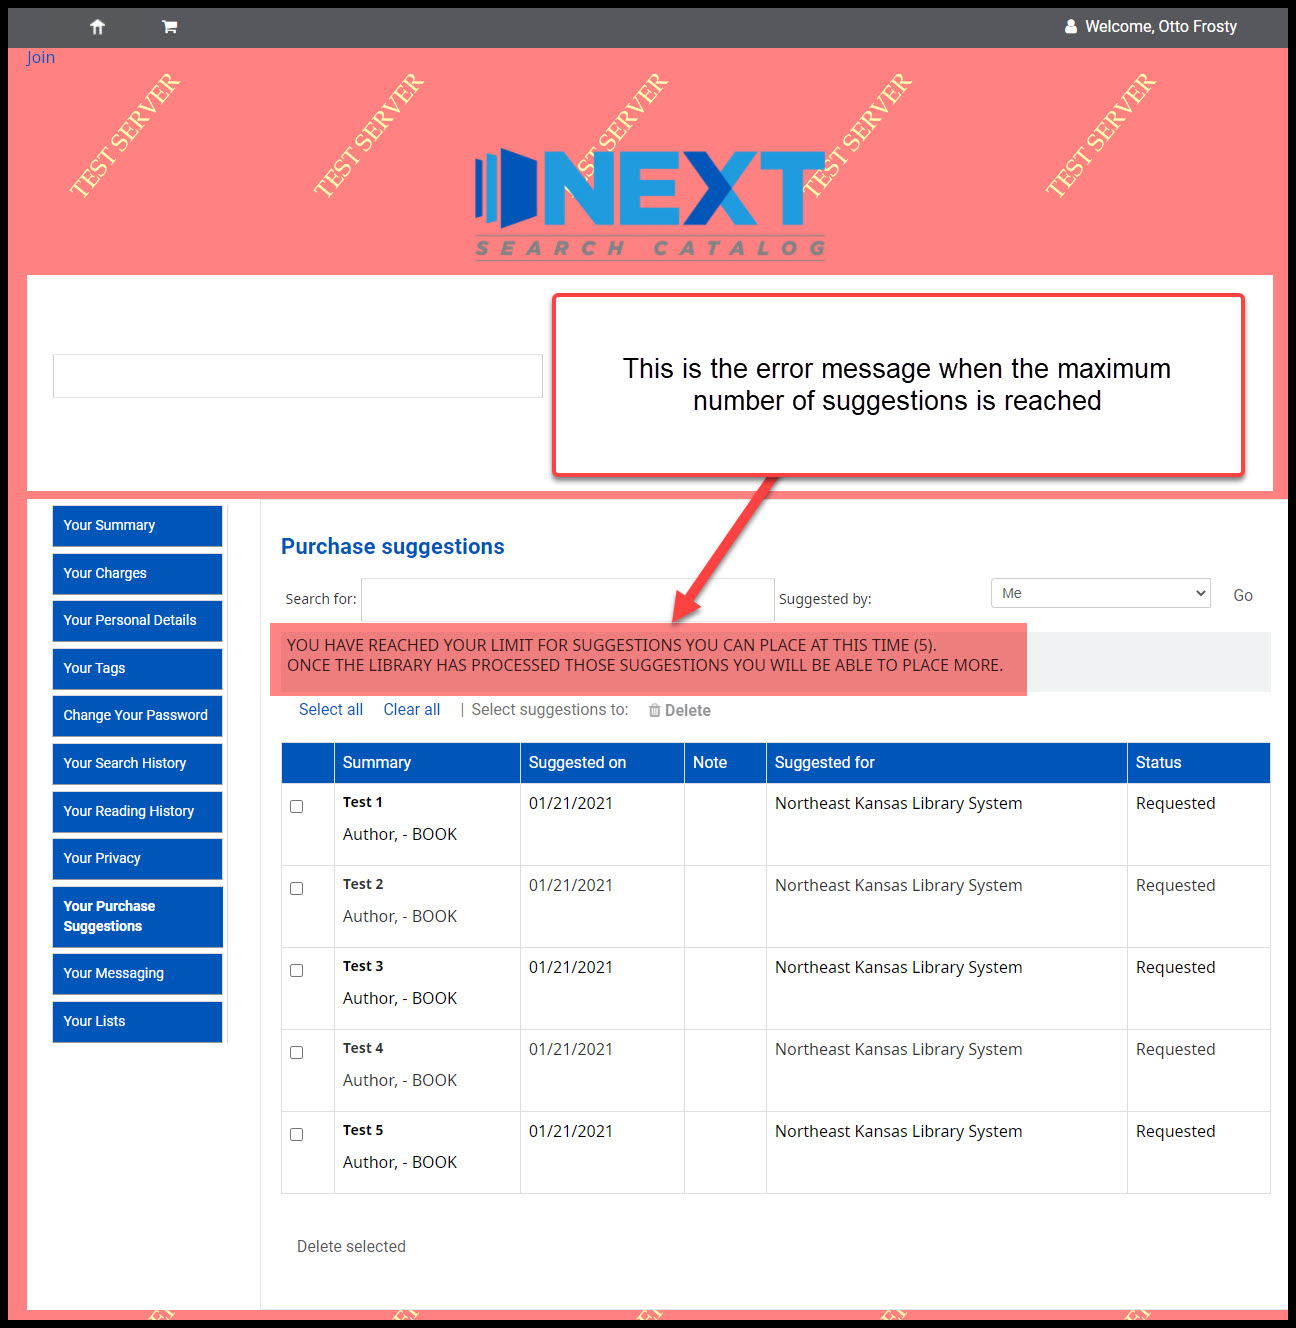 Welcome, Otto Frosty
Join
TEST SERVER TEST SERVER TEST SERVER TEST SERVER TEST SERVER
NEXT
SEARCH CATALOG
This is the error message when the maximum
number of suggestions is reached
Your Summary
Your Charges
Your Personal Details
Your Tags
Change Your Password
Your Search History
Your Reading History
Your Privacy
Your Purchase
Suggestions
Your Messaging
Your Lists
Purchase suggestions
Search for: Suggested by: Me Go
YOU HAVE REACHED YOUR LIMIT FOR SUGGESTIONS YOU CAN PLACE AT THIS TIME (5).
ONCE THE LIBRARY HAS PROCESSED THOSE SUGGESTIONS YOU WILL BE ABLE TO PLACE MORE.
Select all Clear all | Select suggestions to: Delete
Summary Suggested on Note Suggested for Status
Test 1 01/21/2021 Northeast Kansas Library System Requested
Author, - BOOK
Test 2 01/21/2021 Northeast Kansas Library System Requested
Author, - BOOK
Test 3 01/21/2021 Northeast Kansas Library System Requested
Author, - BOOK
Test 4 01/21/2021 Northeast Kansas Library System Requested
Author, - BOOK
Test 5 01/21/2021 Northeast Kansas Library System Requested
Author, - BOOK
Delete selected